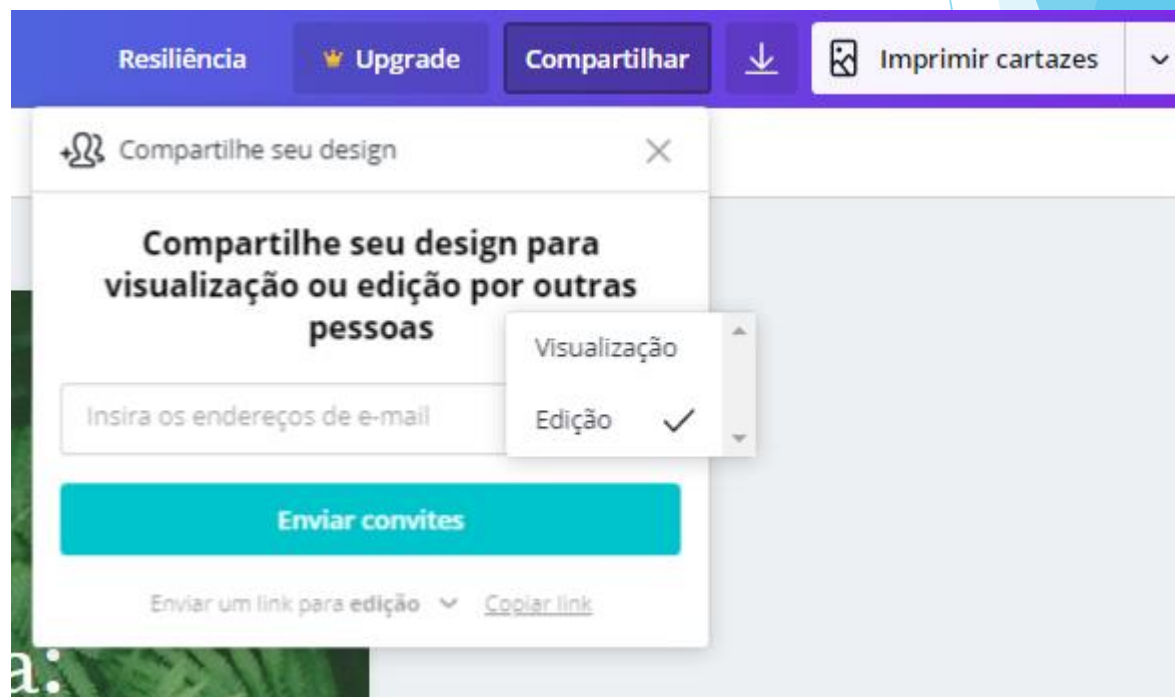 Resiliência Upgrade Compartilhar Imprimir cartazes
Compartilhe seu design
Compartilhe seu design para
visualização ou edição por outras
pessoas
Visualização
Insira os endereços de e-mail
Edição
Enviar convites
Enviar um link para edição Copiar link
a: